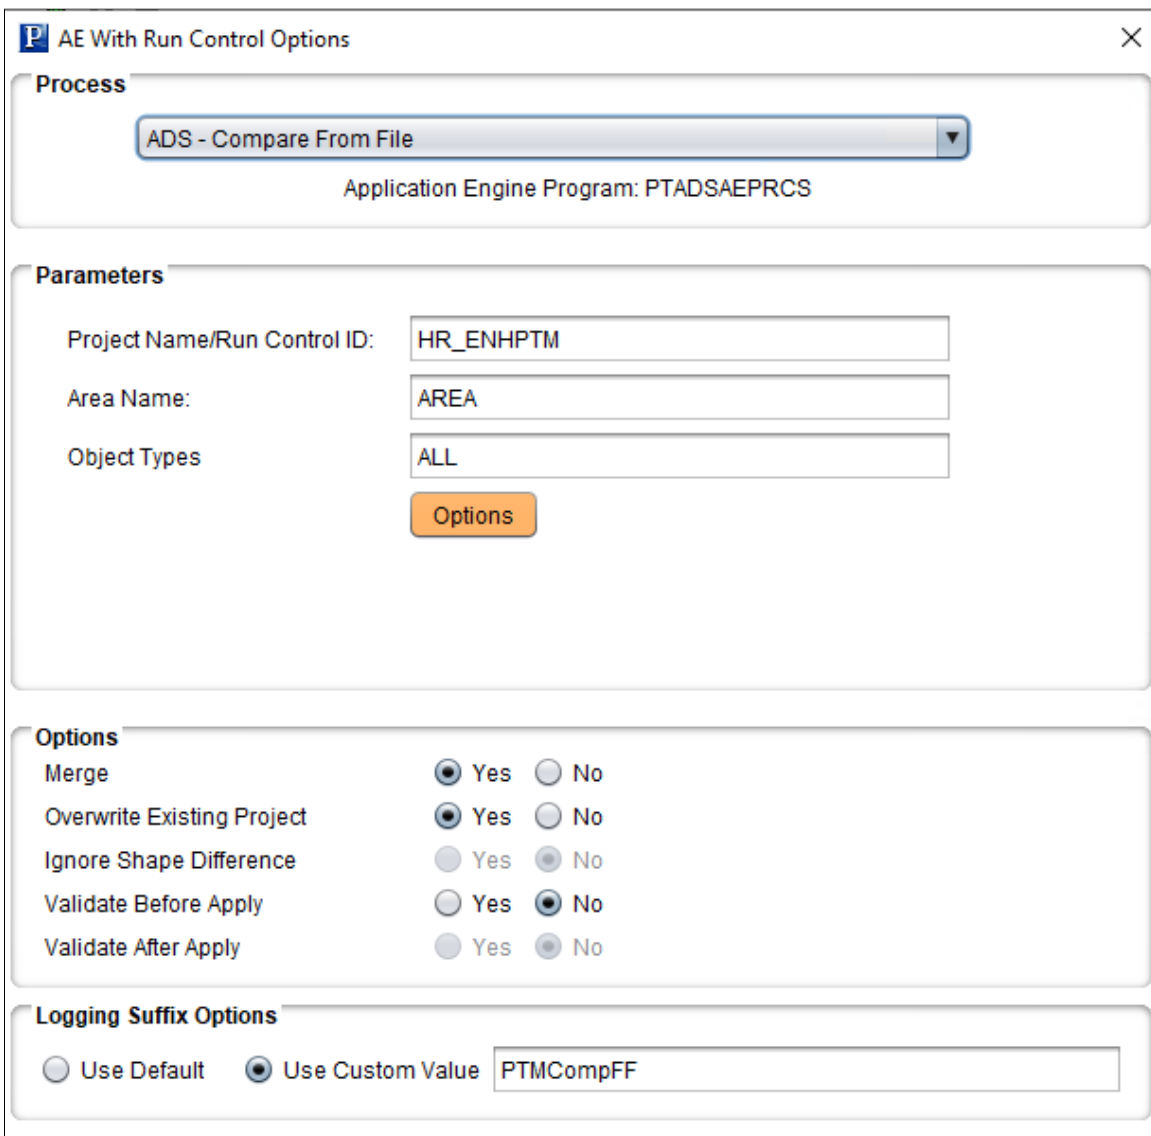 P AE With Run Control Options
Process
ADS - Compare From File
Application Engine Program: PTADSAEPRCS
Parameters
Project Name/Run Control ID: HR_ENHPTM
Area Name: AREA
Object Types ALL
Options
Options
Merge Yes No
Overwrite Existing Project Yes No
Ignore Shape Difference Yes No
Validate Before Apply Yes No
Validate After Apply Yes No
Logging Suffix Options
Use Default Use Custom Value PTMCompFF